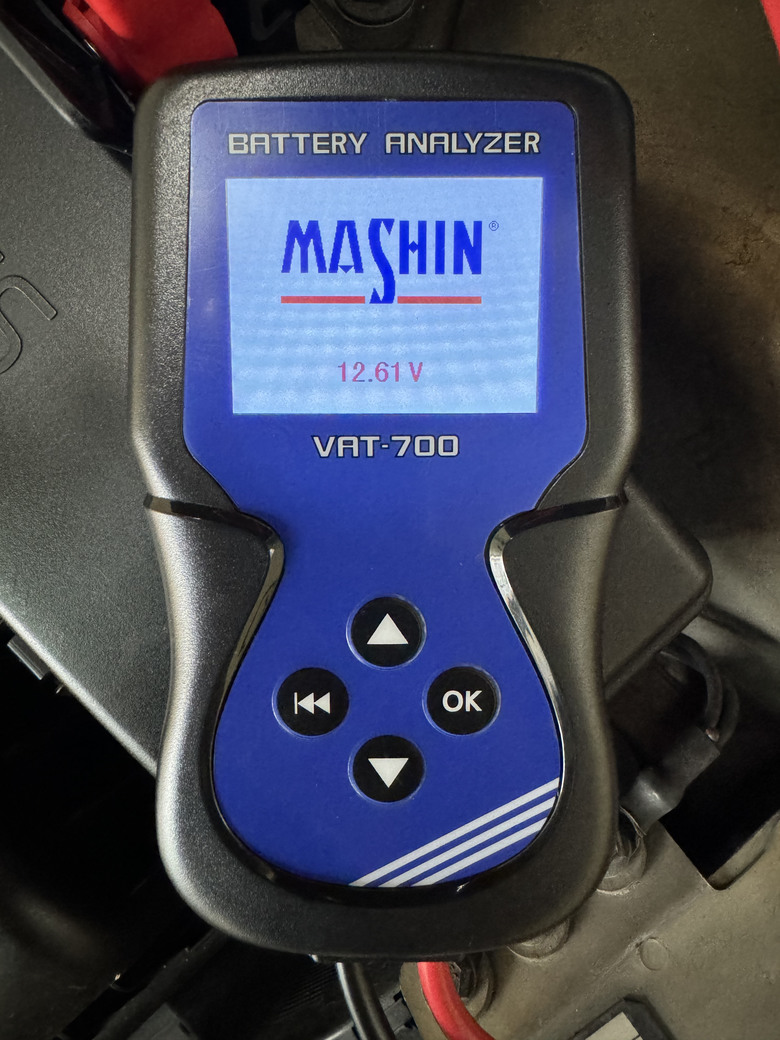 BATTERY ANALYZER
MASHIN®
12.61 V
VAT-700
OK